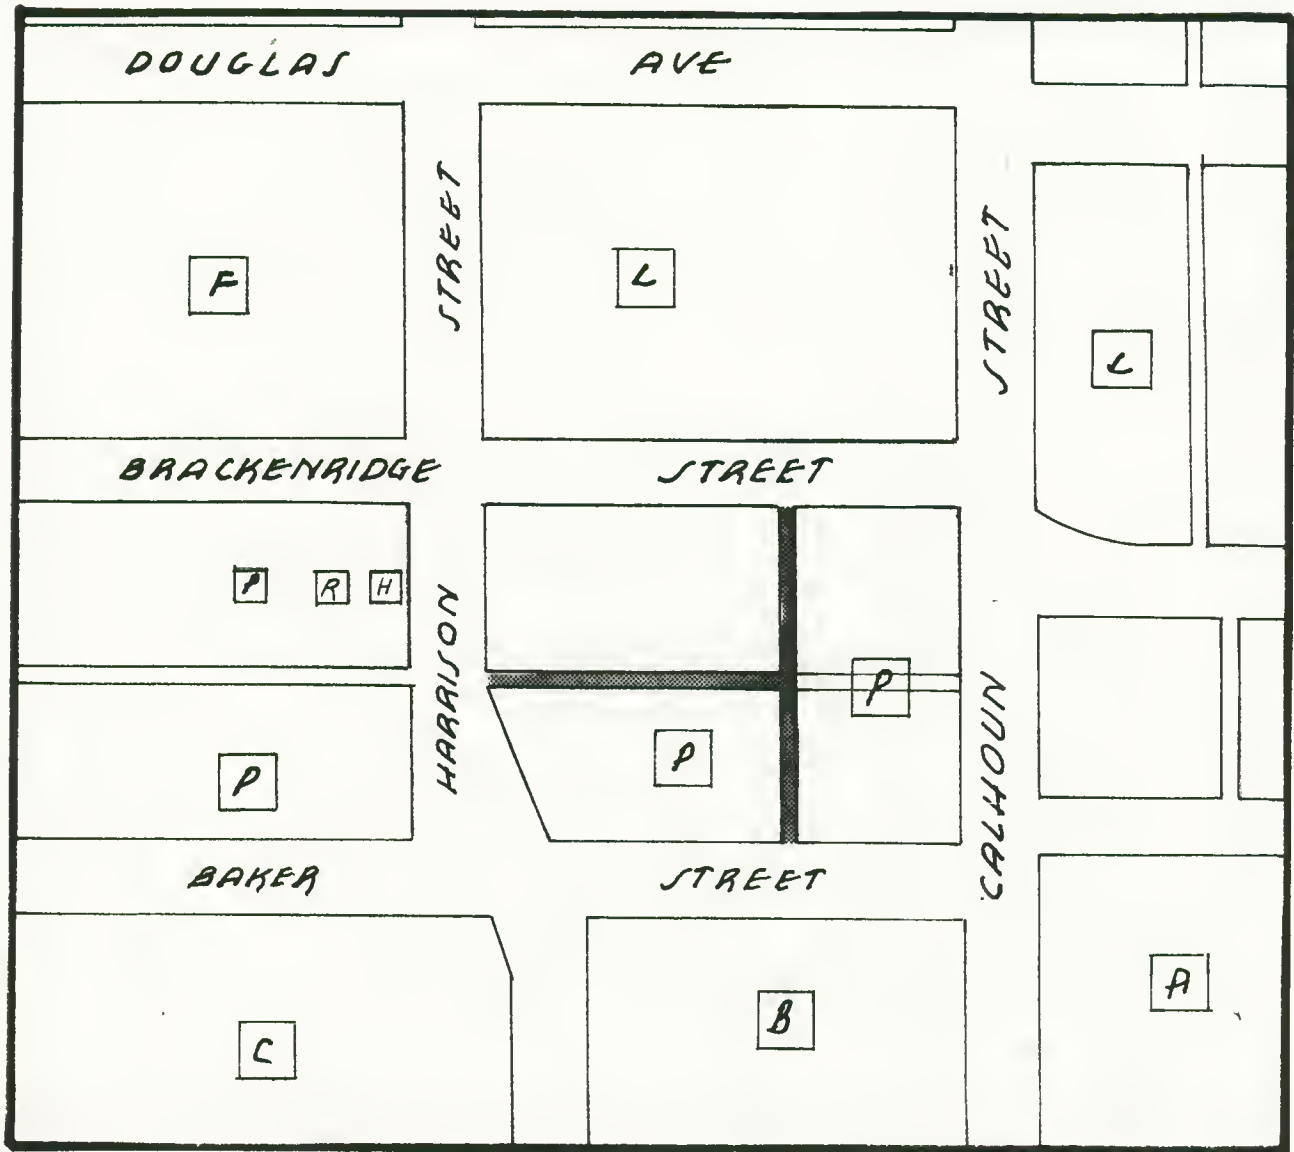 DOUGLAS AVE
STREET
STREET
F
L
L
BRACKENRIDGE STREET
P R H
HARRISON
P
P
P
CALHOUN
BAKER STREET
A
B
C